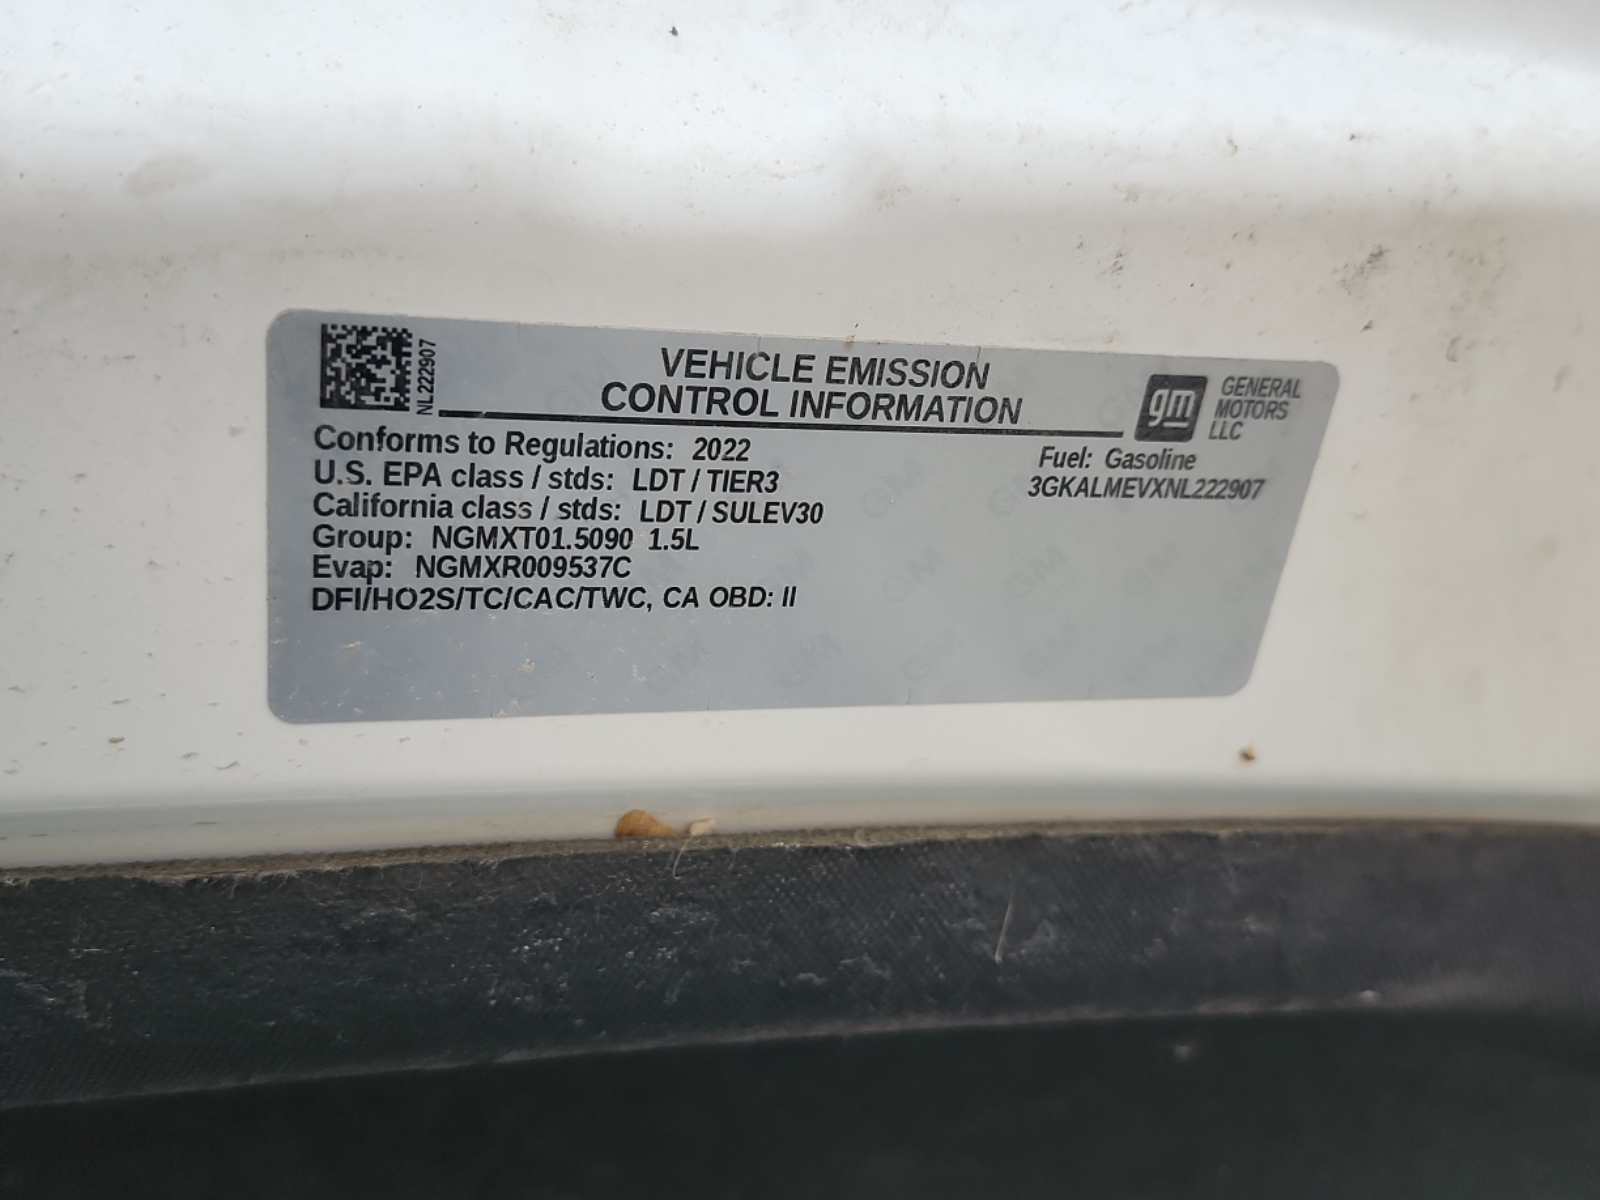 NL222907
VEHICLE EMISSION
CONTROL INFORMATION
gm
GENERAL
MOTORS
LLC
Conforms to Regulations: 2022
U.S. EPA class / stds: LDT / TIER3
California class / stds: LDT / SULEV30
Group: NGMXT01.5090 1.5L
Evap: NGMXR009537C
DFI/HO2S/TC/CAC/TWC, CA OBD: II
Fuel: Gasoline
3GKALMEVXNL222907